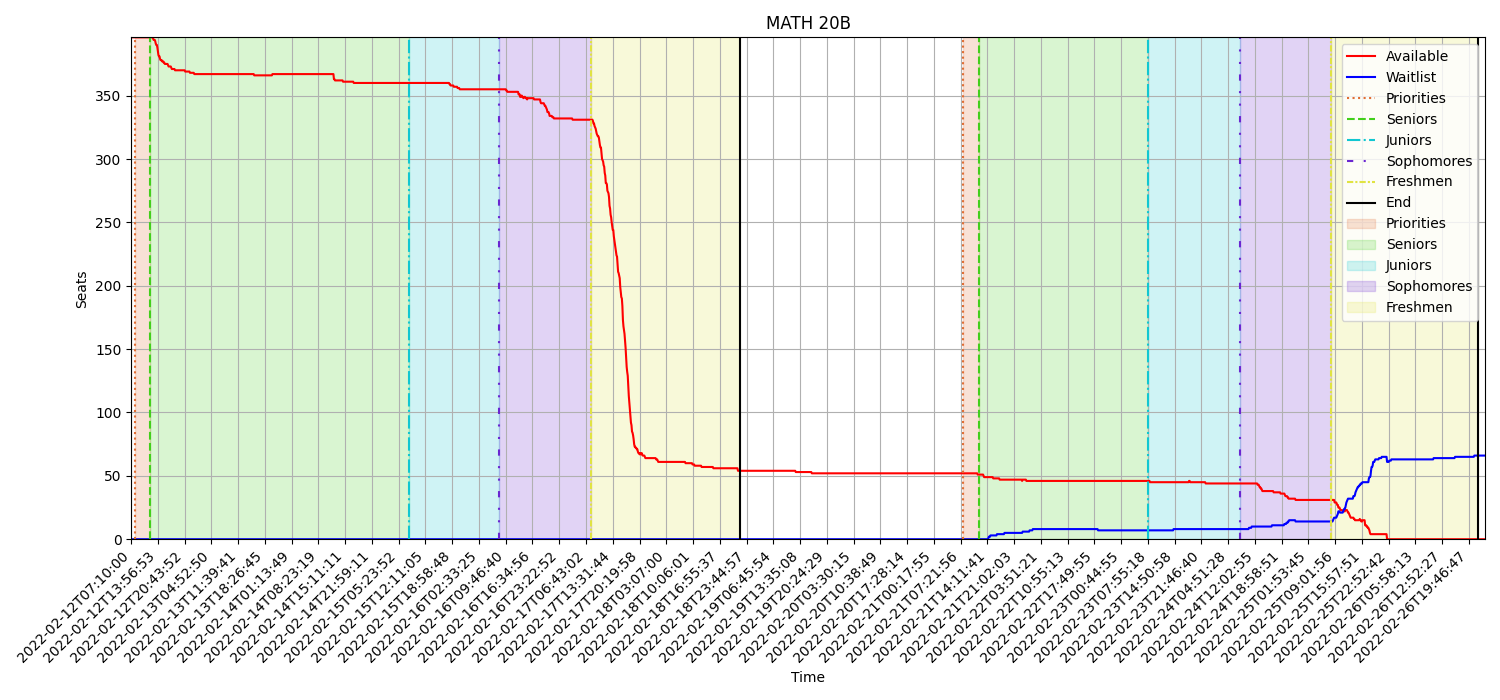 MATH 20B
Seats
350
300
250
200
150
100
50
0
Available
Waitlist
Priorities
Seniors
Juniors
Sophomores
Freshmen
End
Priorities
Seniors
Juniors
Sophomores
Freshmen
2022-02-12T07:10:00
2022-02-12T13:56:53
2022-02-12T20:43:52
2022-02-13T04:52:50
2022-02-13T11:39:41
2022-02-13T18:26:45
2022-02-14T01:13:49
2022-02-14T08:23:19
2022-02-14T15:11:11
2022-02-14T21:59:11
2022-02-15T05:23:52
2022-02-15T12:11:05
2022-02-15T18:58:48
2022-02-16T02:33:25
2022-02-16T09:46:40
2022-02-16T16:34:56
2022-02-16T23:22:52
2022-02-17T06:43:02
2022-02-17T13:31:44
2022-02-17T20:19:58
2022-02-18T03:07:00
2022-02-18T10:06:01
2022-02-18T16:55:37
2022-02-18T23:44:57
2022-02-19T06:45:54
2022-02-19T13:35:08
2022-02-19T20:24:29
2022-02-20T03:30:15
2022-02-20T10:38:49
2022-02-20T17:28:14
2022-02-21T00:17:55
2022-02-21T07:21:56
2022-02-21T14:11:41
2022-02-21T21:02:03
2022-02-22T03:51:21
2022-02-22T10:55:13
2022-02-22T17:49:55
2022-02-23T00:44:55
2022-02-23T07:55:18
2022-02-23T14:50:58
2022-02-23T21:46:40
2022-02-24T04:51:28
2022-02-24T12:02:55
2022-02-24T18:58:51
2022-02-25T01:53:45
2022-02-25T09:01:56
2022-02-25T15:57:51
2022-02-25T22:52:42
2022-02-26T05:58:13
2022-02-26T12:52:27
2022-02-26T19:46:47
Time